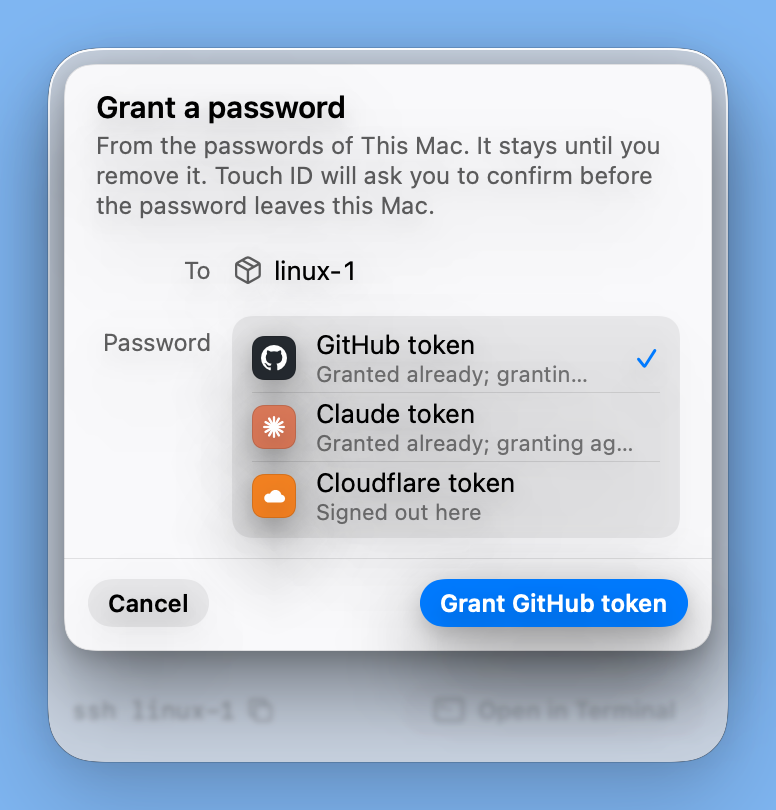 Grant a password
From the passwords of This Mac. It stays until you
remove it. Touch ID will ask you to confirm before
the password leaves this Mac.
To linux-1
Password
GitHub token
Granted already; grantin...
Claude token
Granted already; granting ag...
Cloudflare token
Signed out here
Cancel
Grant GitHub token
ssh linux-1
Open in Terminal